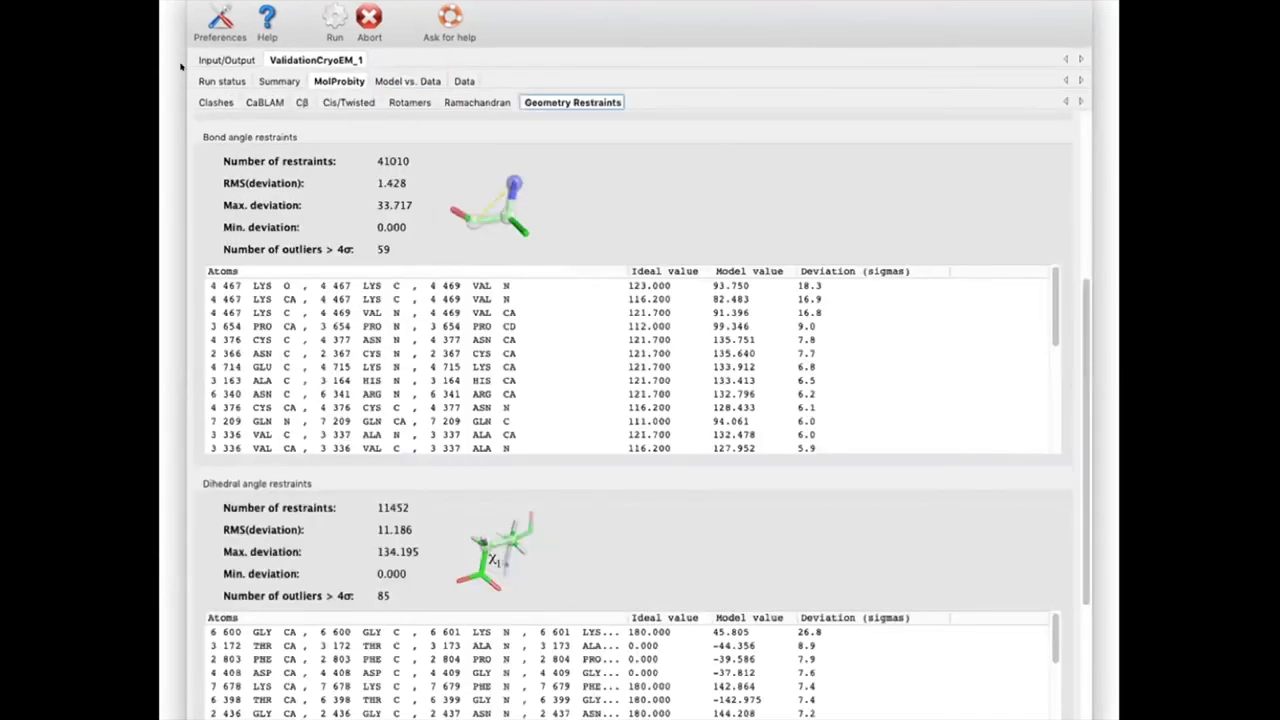 Preferences Help Run Abort Ask for help
Input/Output ValidationCryoEM_1
Run status Summary MolProbity Model vs. Data Data
Clashes CaBLAM Cβ Cis/Twisted Rotamers Ramachandran Geometry Restraints
Bond angle restraints
Number of restraints: 41010
RMS(deviation): 1.428
Max. deviation: 33.717
Min. deviation: 0.000
Number of outliers > 4σ: 59
Atoms Ideal value Model value Deviation (sigmas)
4 467 LYS O , 4 467 LYS C , 4 469 VAL N 123.000 93.750 18.3
4 467 LYS CA , 4 467 LYS C , 4 469 VAL N 116.200 82.483 16.9
4 467 LYS C , 4 469 VAL N , 4 469 VAL CA 121.700 91.396 16.8
3 654 PRO CA , 3 654 PRO N , 3 654 PRO CD 112.000 99.346 9.0
4 376 CYS C , 4 377 ASN N , 4 377 ASN CA 121.700 135.751 7.8
2 366 ASN C , 2 367 CYS N , 2 367 CYS CA 121.700 135.640 7.7
4 714 GLU C , 4 715 LYS N , 4 715 LYS CA 121.700 133.912 6.8
3 163 ALA C , 3 164 HIS N , 3 164 HIS CA 121.700 133.413 6.5
6 340 ASN C , 6 341 ARG N , 6 341 ARG CA 121.700 132.796 6.2
4 376 CYS CA , 4 376 CYS C , 4 377 ASN N 116.200 128.433 6.1
7 209 GLN N , 7 209 GLN CA , 7 209 GLN C 111.000 94.061 6.0
3 336 VAL C , 3 337 ALA N , 3 337 ALA CA 121.700 132.478 6.0
3 336 VAL CA , 3 336 VAL C , 3 337 ALA N 116.200 127.952 5.9
Dihedral angle restraints
Number of restraints: 11452
RMS(deviation): 11.186
Max. deviation: 134.195
Min. deviation: 0.000
Number of outliers > 4σ: 85
χ1
Atoms Ideal value Model value Deviation (sigmas)
6 600 GLY CA , 6 600 GLY C , 6 601 LYS N , 6 601 LYS... 180.000 45.805 26.8
3 172 THR CA , 3 172 THR C , 3 173 ALA N , 3 173 ALA... 0.000 -44.356 8.9
2 803 PHE CA , 2 803 PHE C , 2 804 PRO N , 2 804 PRO... 0.000 -39.586 7.9
4 408 ASP CA , 4 408 ASP C , 4 409 GLY N , 4 409 GLY... 0.000 -37.812 7.6
7 678 LYS CA , 7 678 LYS C , 7 679 PHE N , 7 679 PHE... 180.000 142.864 7.4
6 398 THR CA , 6 398 THR C , 6 399 GLY N , 6 399 GLY... 180.000 -142.975 7.4
2 436 GLY CA , 2 436 GLY C , 2 437 ASN N , 2 437 ASN... 180.000 144.208 7.2